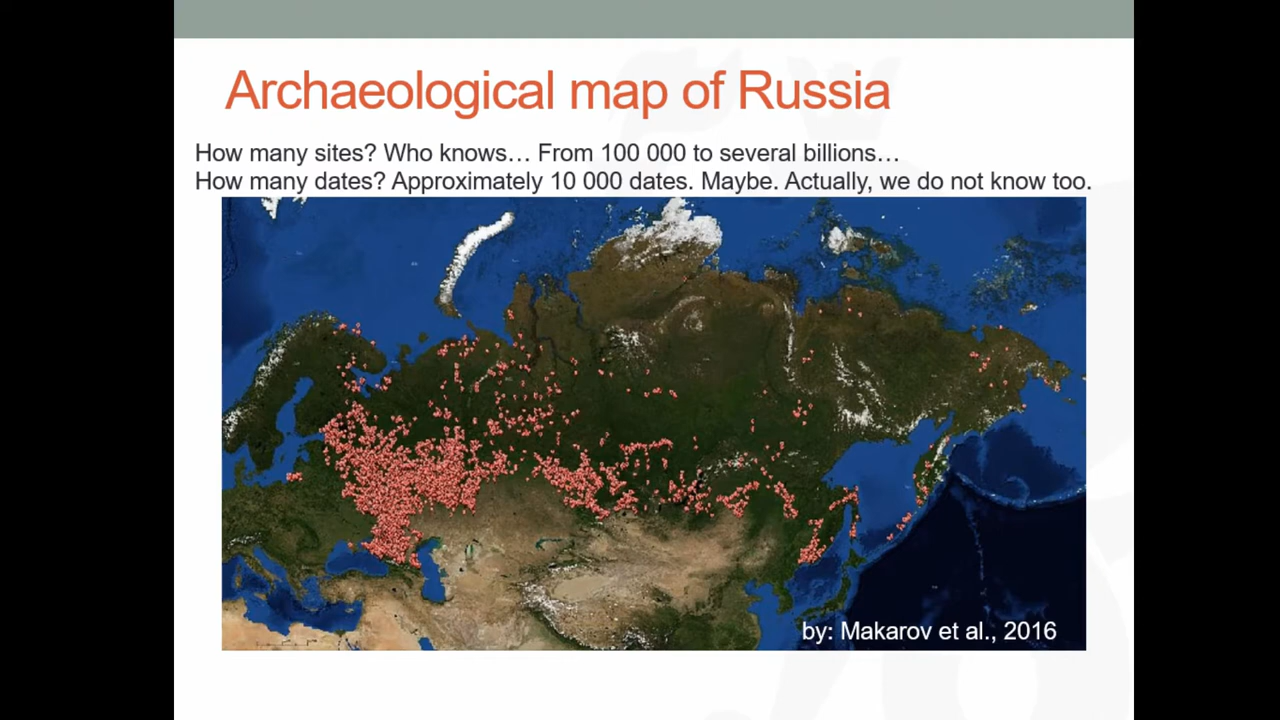 Archaeological map of Russia
How many sites? Who knows… From 100 000 to several billions…
How many dates? Approximately 10 000 dates. Maybe. Actually, we do not know too.
by: Makarov et al., 2016